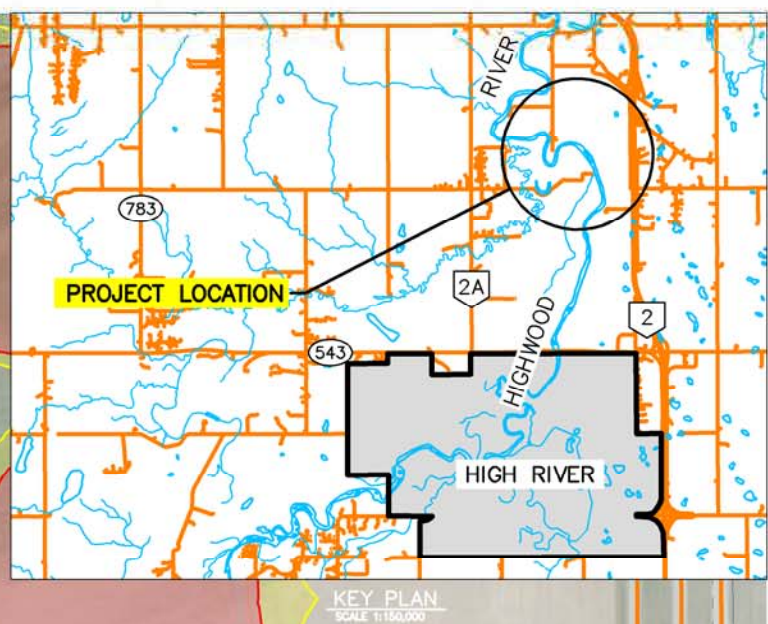 RIVER
783
PROJECT LOCATION
2A
2
543
HIGHWOOD
HIGH RIVER
KEY PLAN
SCALE 1:150,000